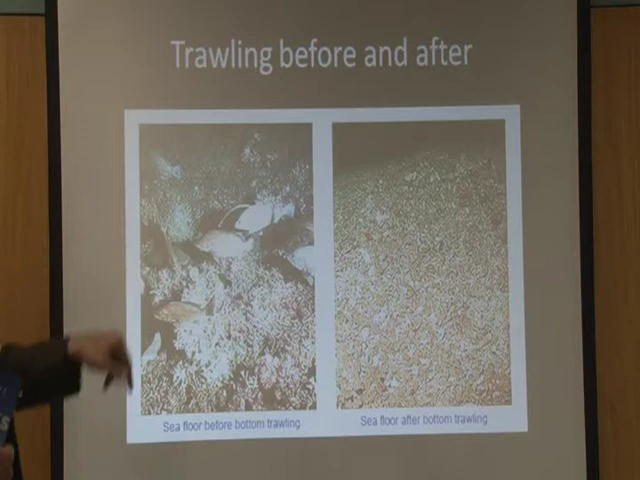 Trawling before and after
Sea floor before bottom trawling
Sea floor after bottom trawling